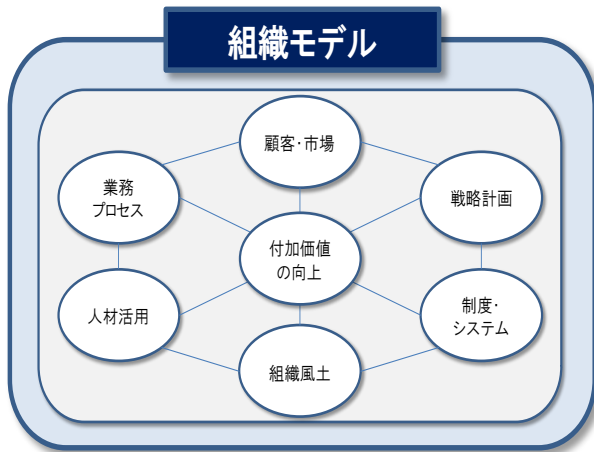 組織モデル
顧客･市場
業務
プロセス
戦略計画
付加価値
の向上
人材活用
制度･
システム
組織風土